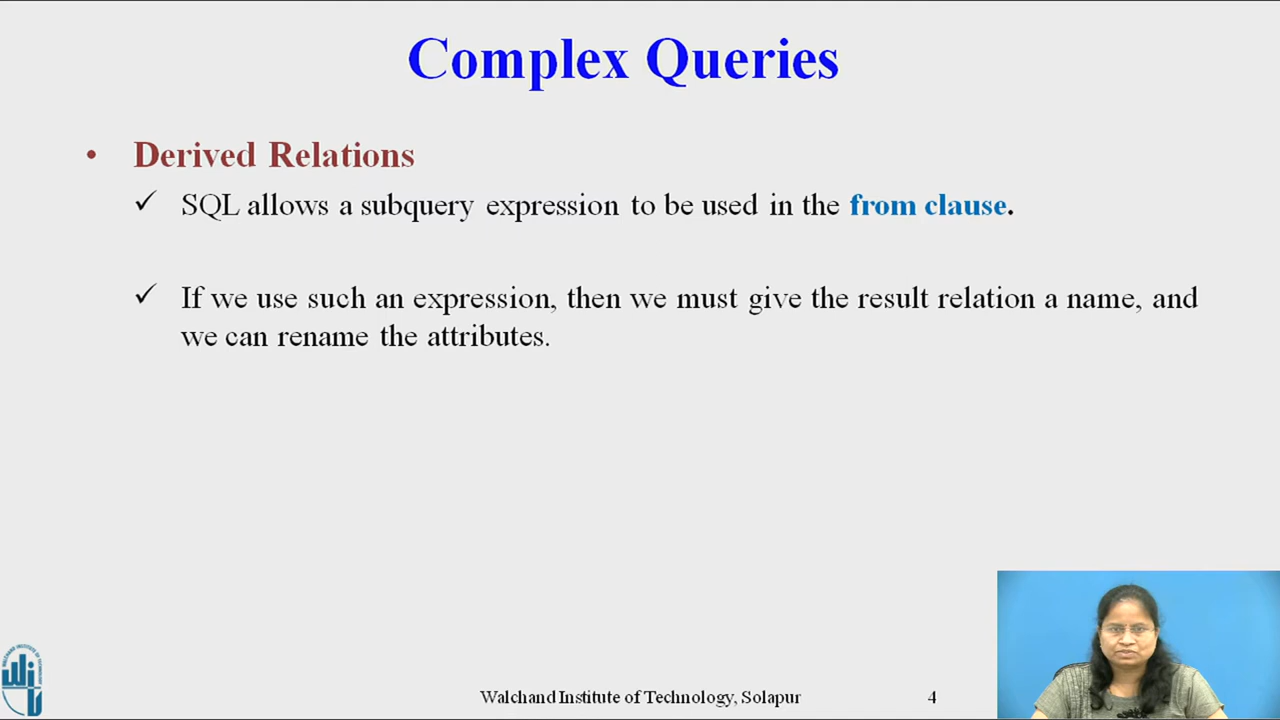 Complex Queries
• Derived Relations
✓ SQL allows a subquery expression to be used in the from clause.
✓ If we use such an expression, then we must give the result relation a name, and
we can rename the attributes.
Walchand Institute of Technology, Solapur 4